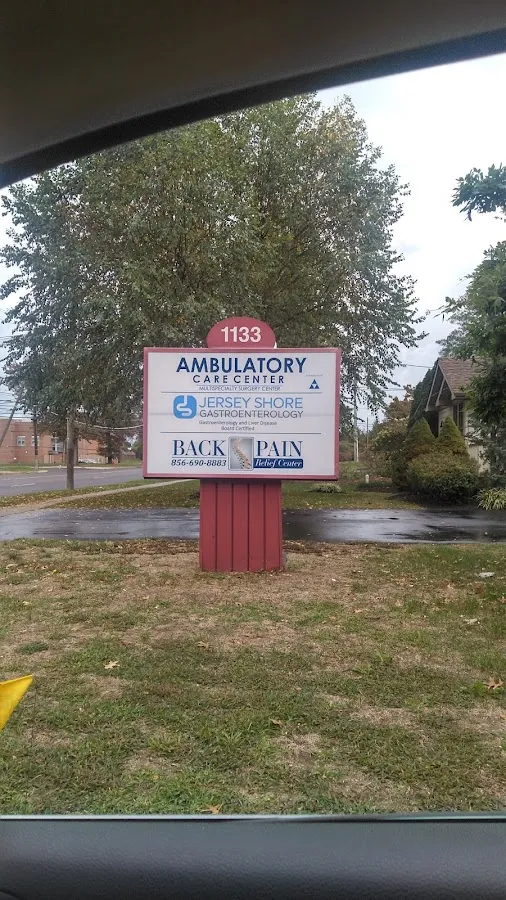 1133
AMBULATORY
CARE CENTER
MULTISPECIALTY SURGERY CENTER
JERSEY SHORE
GASTROENTEROLOGY
Gastroenterology and Liver Disease
Board Certified
BACK PAIN
856-690-8883 Relief Center